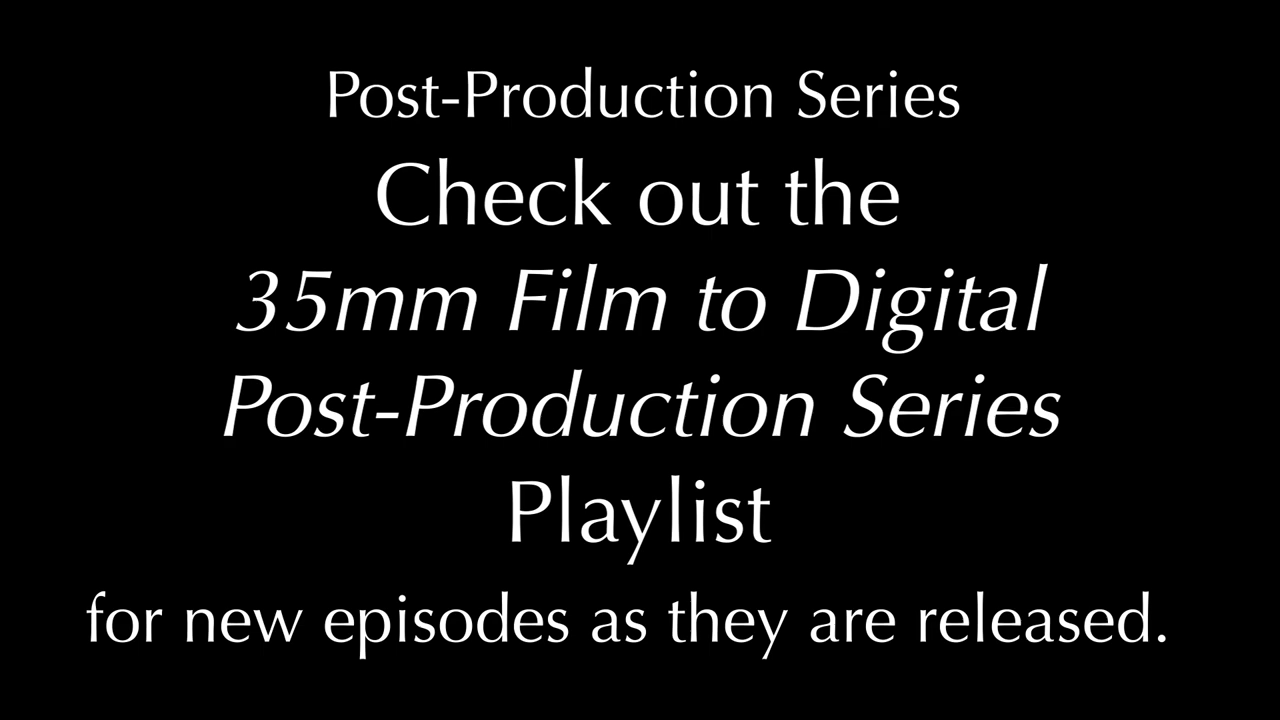 Post-Production Series
Check out the
35mm Film to Digital
Post-Production Series
Playlist
for new episodes as they are released.